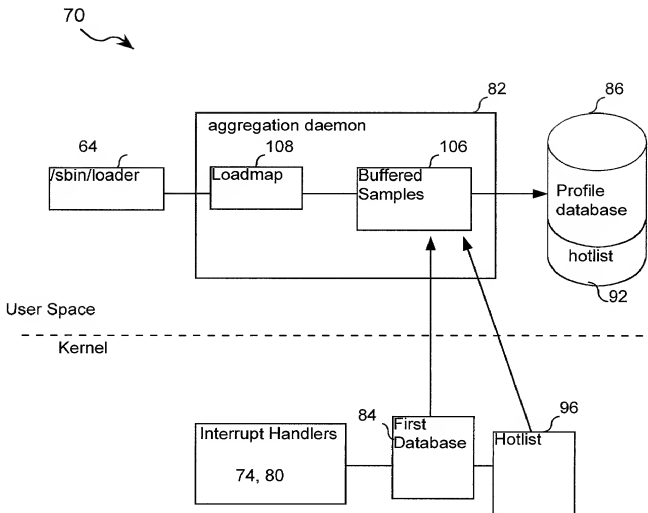 70
82
86
aggregation daemon
64
108
106
/sbin/loader
Loadmap
Buffered
Samples
Profile
database
hotlist
92
User Space
Kernel
84
First
Database
96
Hotlist
Interrupt Handlers
74, 80